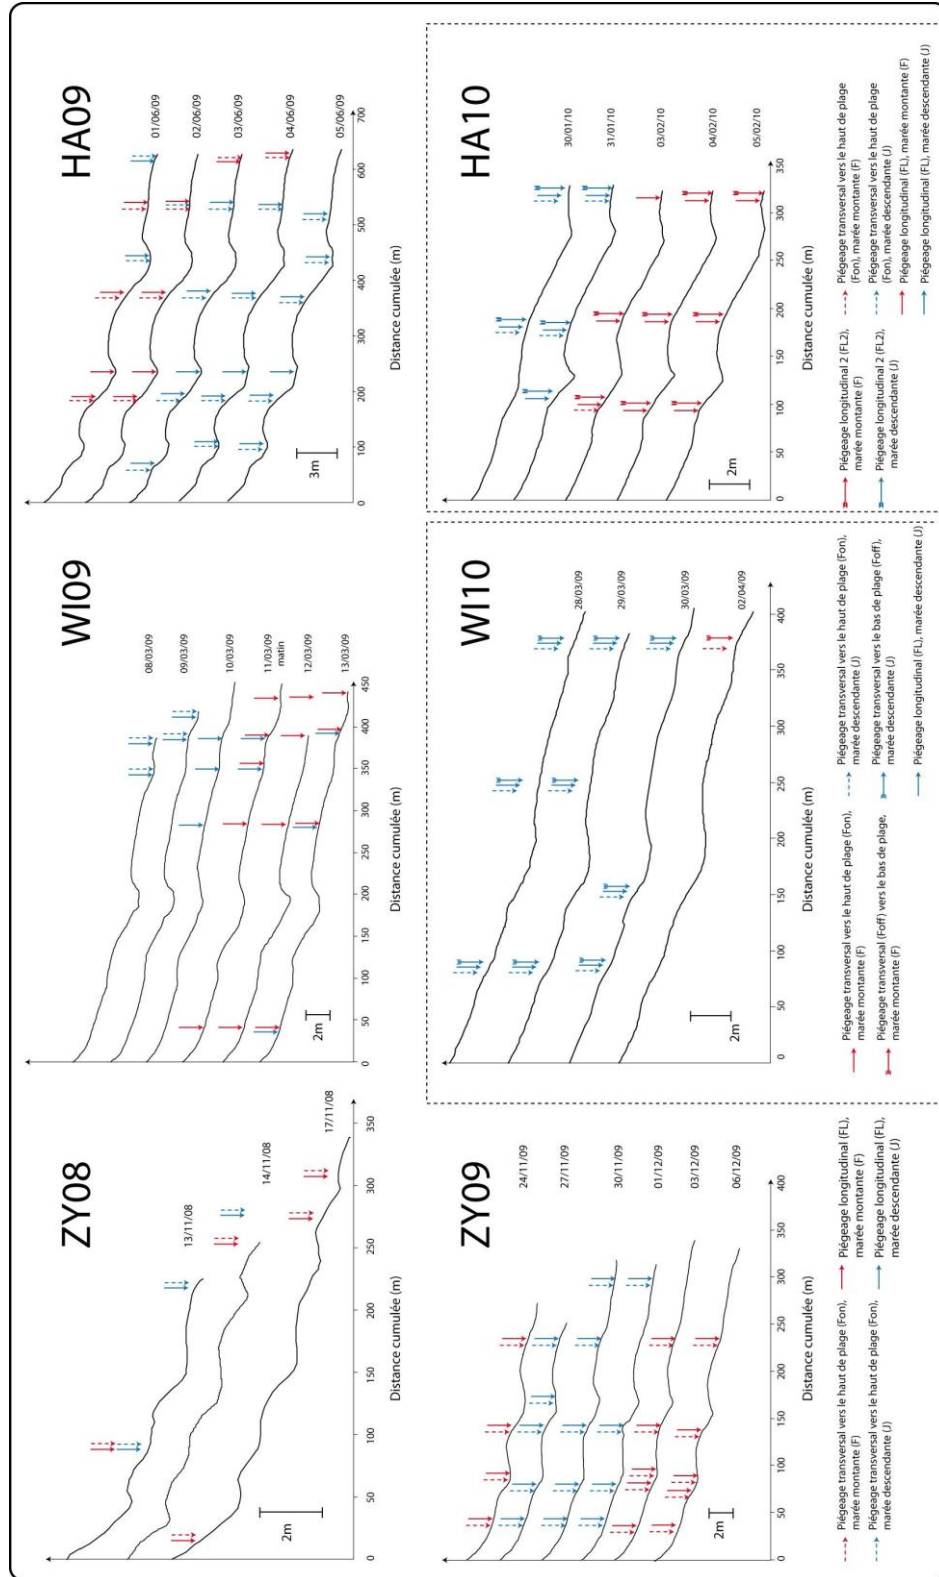 ZY08
13/11/08
14/11/08
17/11/08
2m
0 50 100 150 200 250 300 350
Distance cumulée (m)
WI09
08/03/09
09/03/09
10/03/09
11/03/09
matin
12/03/09
13/03/09
2m
0 50 100 150 200 250 300 350 400 450
Distance cumulée (m)
HA09
01/06/09
02/06/09
03/06/09
04/06/09
05/06/09
3m
0 100 200 300 400 500 600 700
Distance cumulée (m)
ZY09
24/11/09
27/11/09
30/11/09
01/12/09
03/12/09
06/12/09
2m
0 50 100 150 200 250 300 350 400
Distance cumulée (m)
Piégeage transversal vers le haut de plage (Fon),
marée montante (F)
Piégeage transversal vers le haut de plage (Fon),
marée descendante (J)
Piégeage longitudinal (FL),
marée montante (F)
Piégeage longitudinal (FL),
marée descendante (J)
WI10
28/03/09
29/03/09
30/03/09
02/04/09
2m
0 50 100 150 200 250 300 350 400
Distance cumulée (m)
Piégeage transversal vers le haut de plage (Fon),
marée montante (F)
Piégeage transversal (Foff) vers le bas de plage,
marée montante (F)
Piégeage transversal vers le haut de plage (Fon),
marée descendante (J)
Piégeage transversal vers le bas de plage (Foff),
marée descendante (J)
Piégeage longitudinal (FL), marée descendante (J)
HA10
30/01/10
31/01/10
03/02/10
04/02/10
05/02/10
2m
0 50 100 150 200 250 300 350
Distance cumulée (m)
Piégeage longitudinal 2 (FL2),
marée montante (F)
Piégeage longitudinal 2 (FL2),
marée descendante (J)
Piégeage transversal vers le haut de plage
(Fon), marée montante (F)
Piégeage transversal vers le haut de plage
(Fon), marée descendante (J)
Piégeage longitudinal (FL), marée montante (F)
Piégeage longitudinal (FL), marée descendante (J)